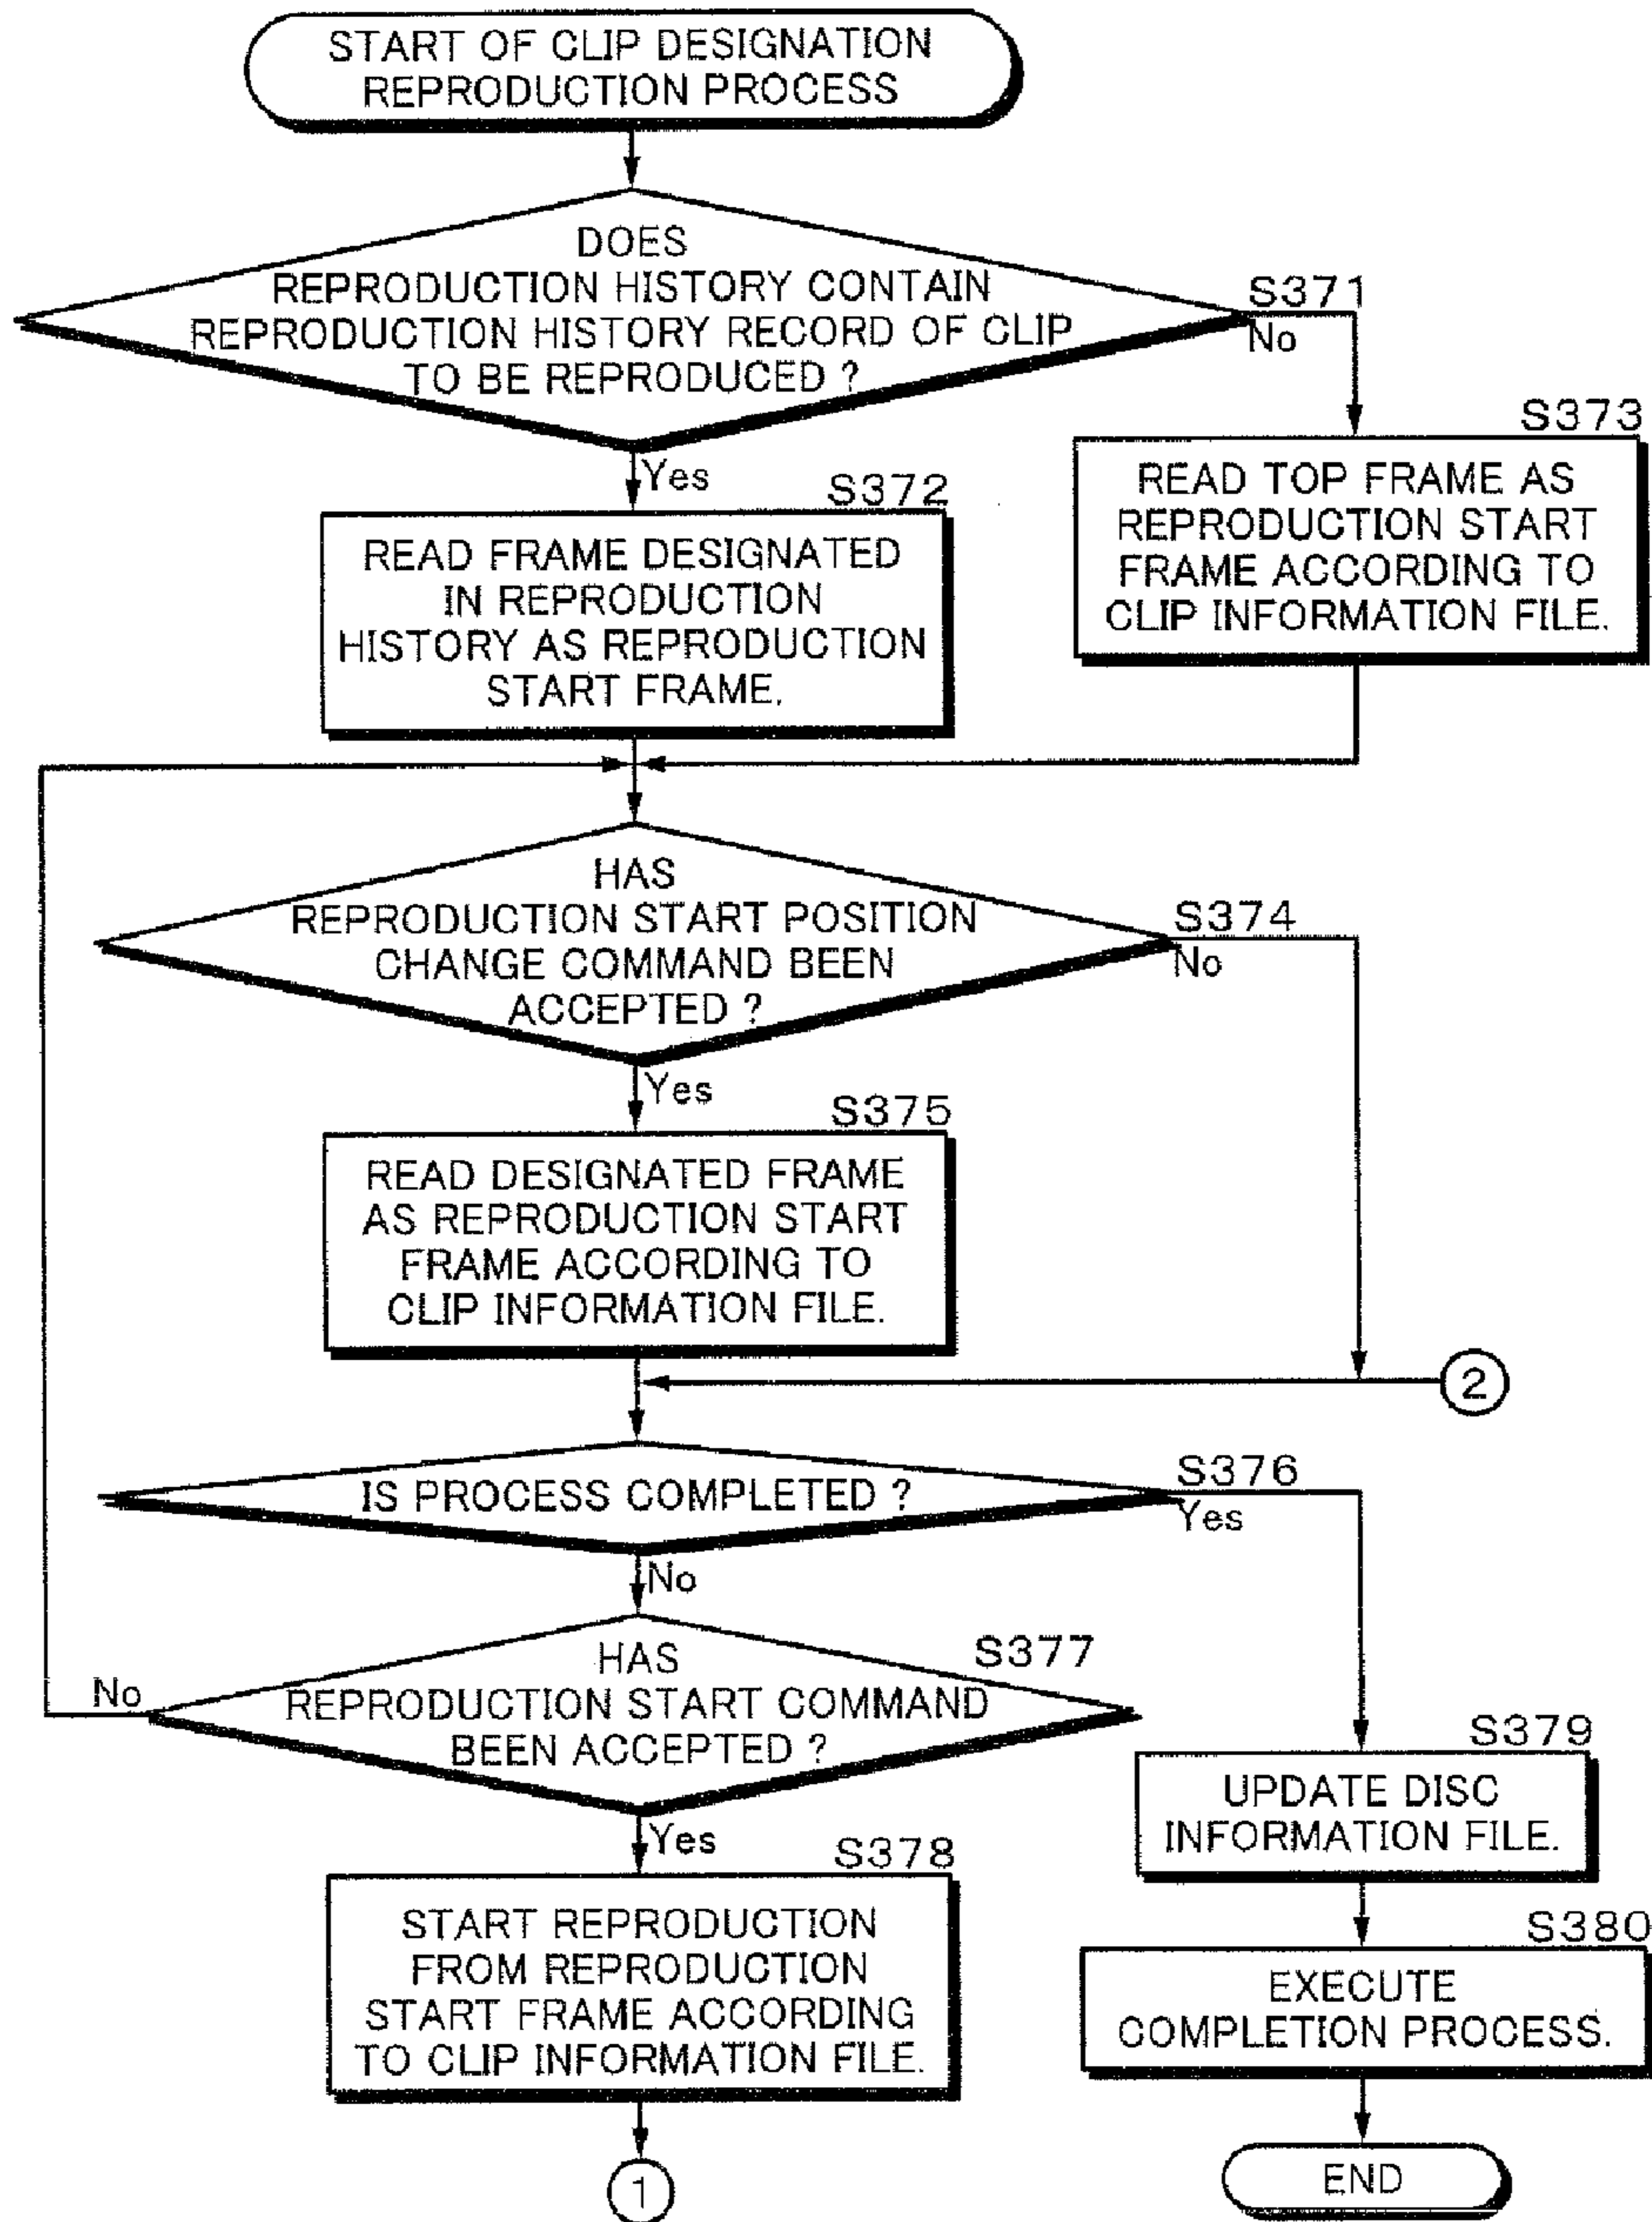 START OF CLIP DESIGNATION
REPRODUCTION PROCESS
DOES
REPRODUCTION HISTORY CONTAIN
REPRODUCTION HISTORY RECORD OF CLIP
TO BE REPRODUCED ?
S371
No
Yes
S372
READ FRAME DESIGNATED
IN REPRODUCTION
HISTORY AS REPRODUCTION
START FRAME.
S373
READ TOP FRAME AS
REPRODUCTION START
FRAME ACCORDING TO
CLIP INFORMATION FILE.
HAS
REPRODUCTION START POSITION
CHANGE COMMAND BEEN
ACCEPTED ?
S374
No
Yes
S375
READ DESIGNATED FRAME
AS REPRODUCTION START
FRAME ACCORDING TO
CLIP INFORMATION FILE.
2
IS PROCESS COMPLETED ?
S376
Yes
No
HAS
REPRODUCTION START COMMAND
BEEN ACCEPTED ?
S377
No
Yes
S378
START REPRODUCTION
FROM REPRODUCTION
START FRAME ACCORDING
TO CLIP INFORMATION FILE.
1
S379
UPDATE DISC
INFORMATION FILE.
S380
EXECUTE
COMPLETION PROCESS.
END